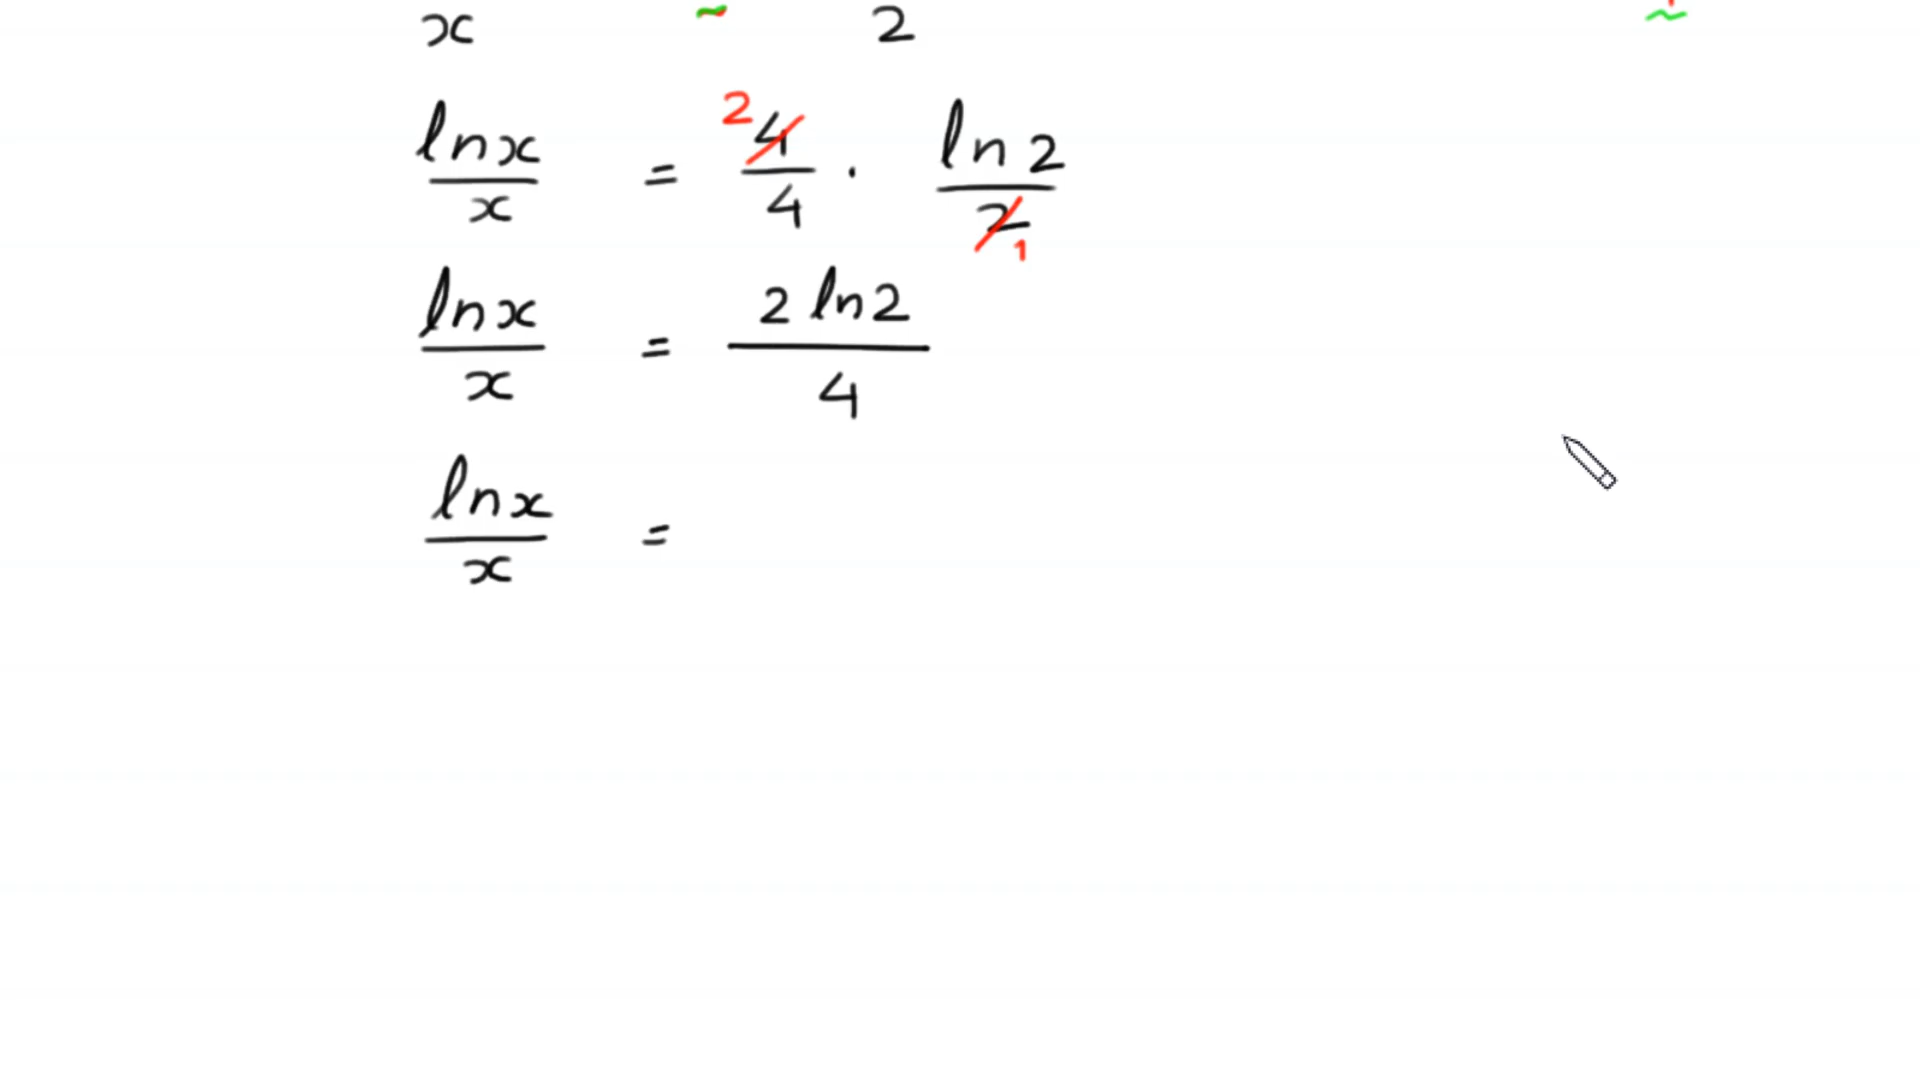 x ~ 2
ln x / x = 2 4/4 · ln 2 / 2 1
ln x / x = 2 ln 2 / 4
ln x / x =